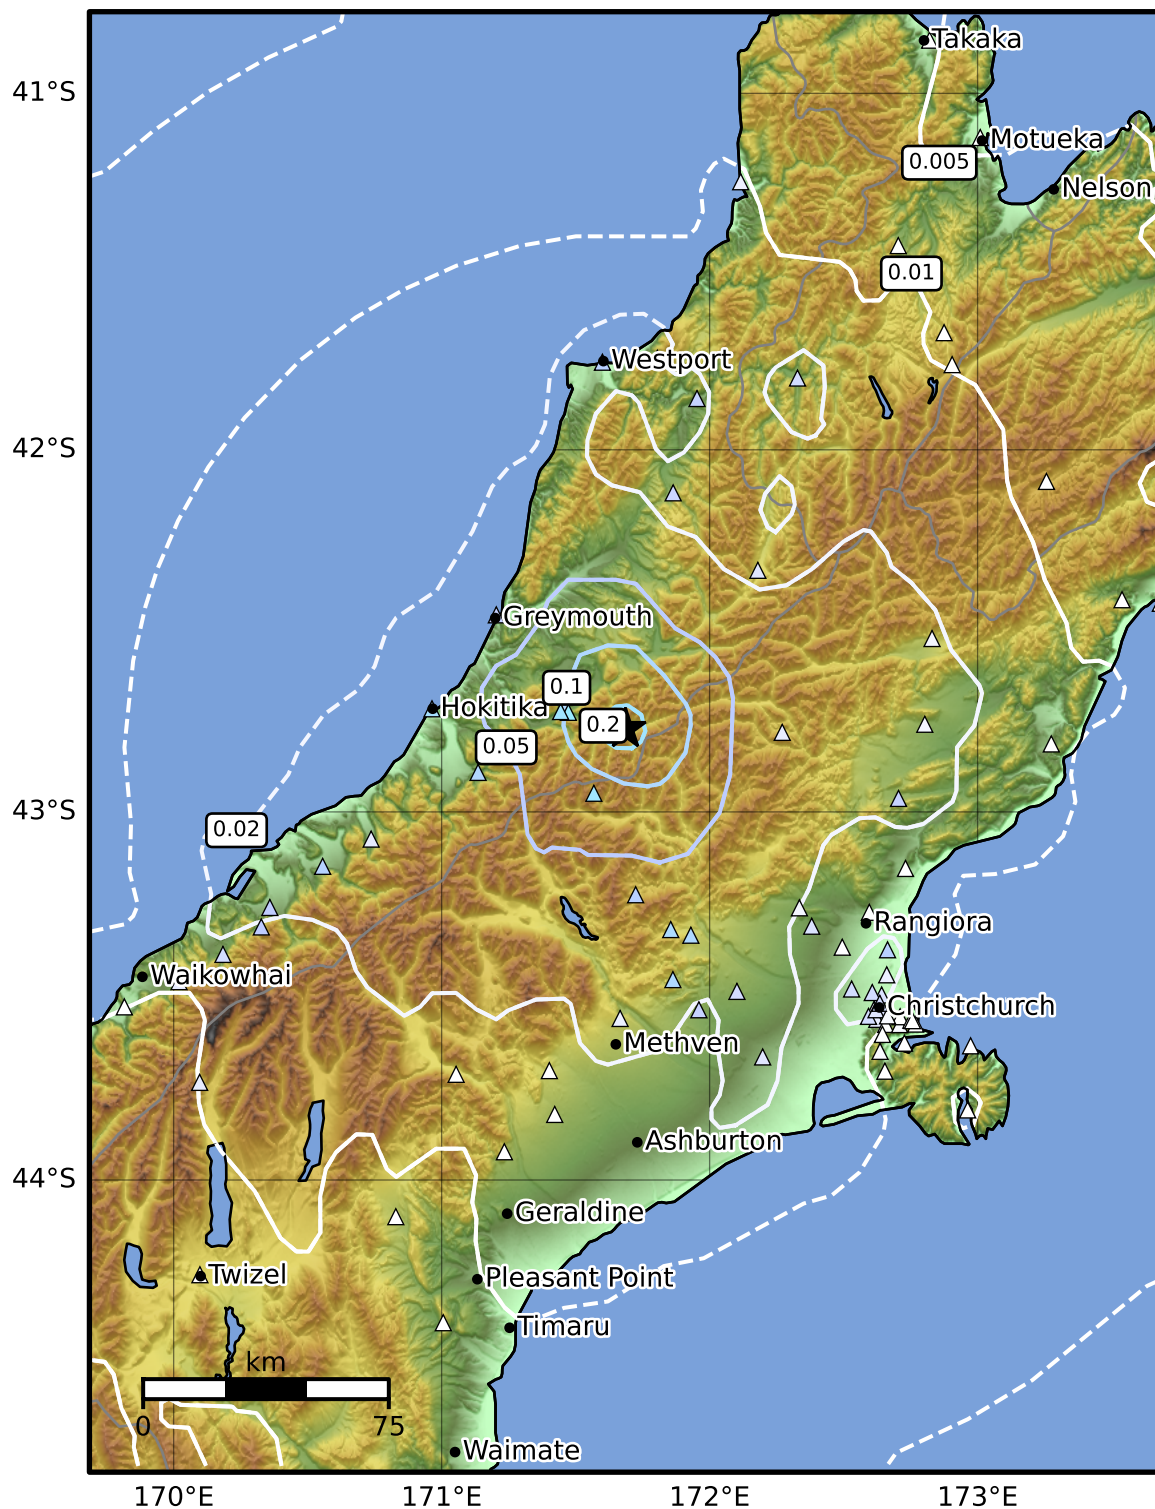 Takaka
41°S
Motueka
0.005
Nelson
0.01
Westport
42°S
Greymouth
0.1
Hokitika
0.2
0.05
43°S
0.02
Rangiora
Waikowhai
Christchurch
Methven
Ashburton
44°S
Geraldine
Twizel
Pleasant Point
Timaru
km
0 75
Waimate
170°E 171°E 172°E 173°E